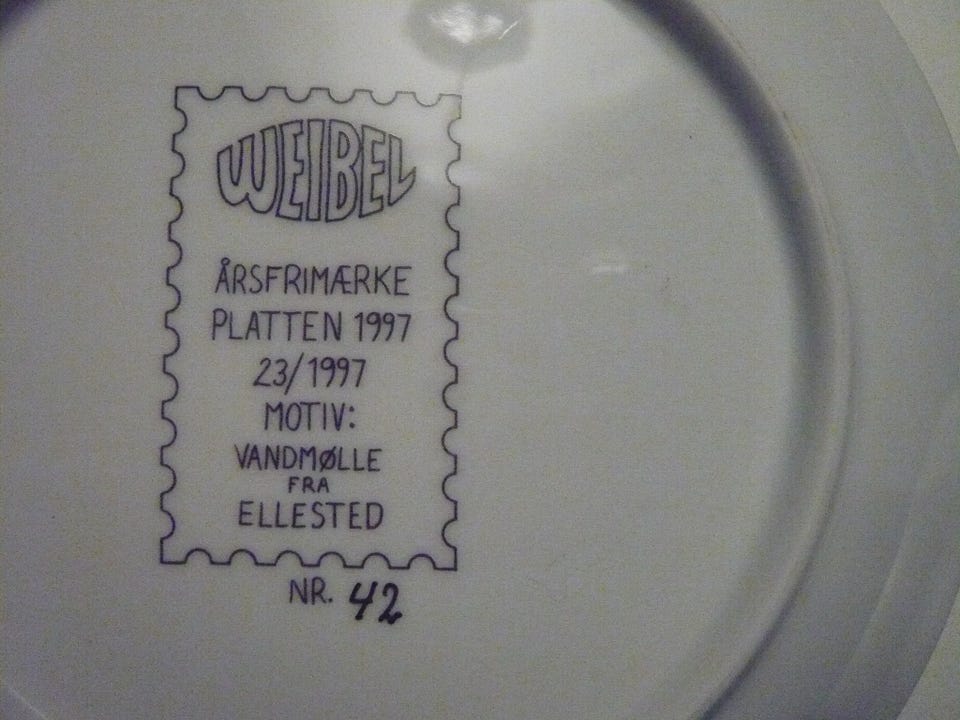 WEIBEL
ÅRSFRIMÆRKE
PLATTEN 1997
23/1997
MOTIV:
VANDMØLLE
FRA
ELLESTED
NR. 42